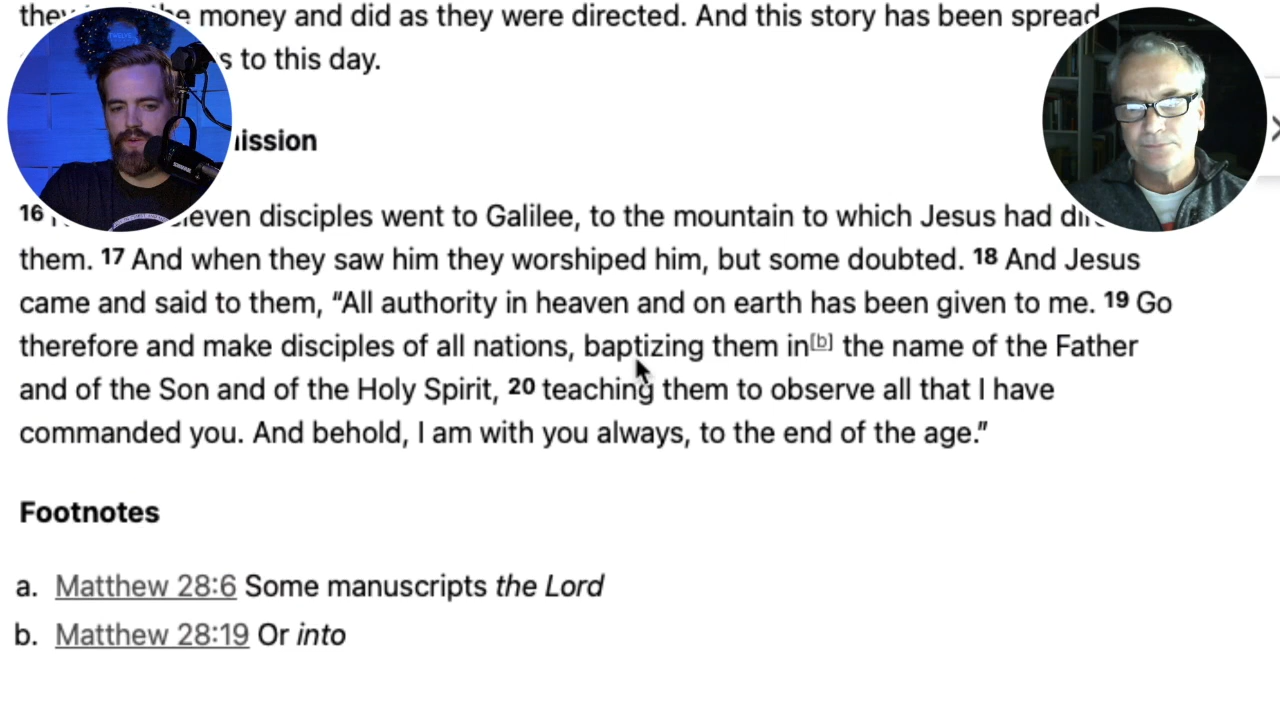 the money and did as they were directed. And this story has been spread
to this day.
16 eleven disciples went to Galilee, to the mountain to which Jesus had
them. 17 And when they saw him they worshiped him, but some doubted. 18 And Jesus
came and said to them, “All authority in heaven and on earth has been given to me. 19 Go
therefore and make disciples of all nations, baptizing them in[b] the name of the Father
and of the Son and of the Holy Spirit, 20 teaching them to observe all that I have
commanded you. And behold, I am with you always, to the end of the age.”
Footnotes
a. Matthew 28:6 Some manuscripts the Lord
b. Matthew 28:19 Or into